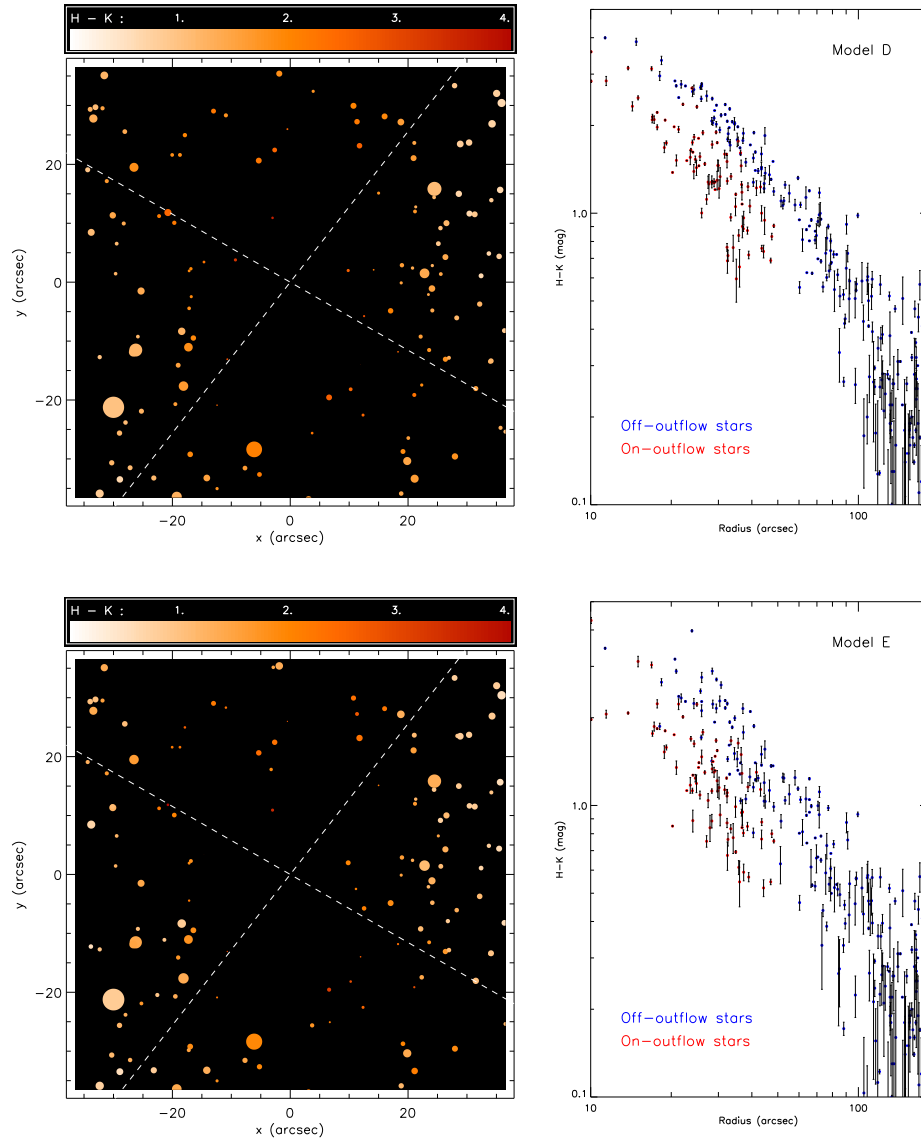 H - K : 1. 2. 3. 4.
20
0
-20
y (arcsec)
-20 0 20
x (arcsec)
Model D
1.0
0.1
H-K (mag)
Off-outflow stars
On-outflow stars
10 100
Radius (arcsec)
H - K : 1. 2. 3. 4.
20
0
-20
y (arcsec)
-20 0 20
x (arcsec)
Model E
1.0
0.1
H-K (mag)
Off-outflow stars
On-outflow stars
10 100
Radius (arcsec)